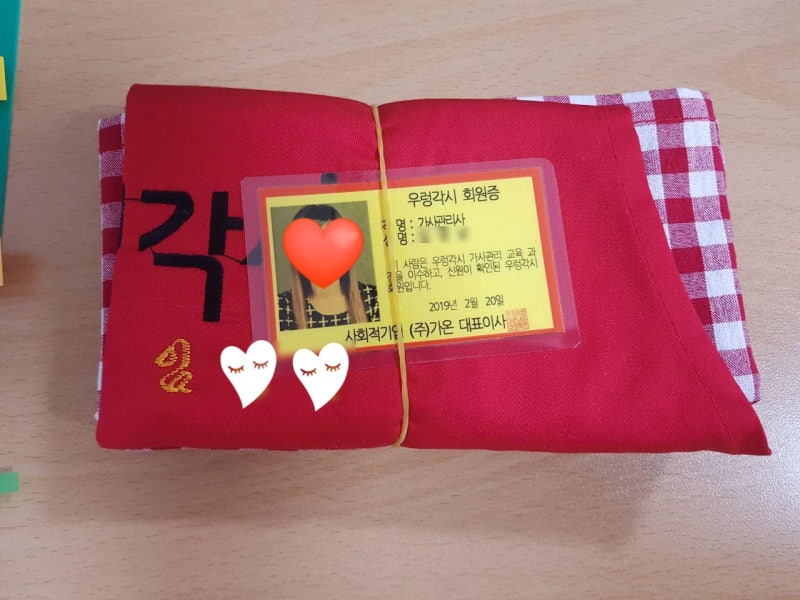 각
임
우렁각시 회원증
명 : 가사관리사
명 :
사람은 우렁각시 가사관리 교육 과
을 이수하고, 신원이 확인된 우렁각시
원입니다.
2019년 2월 20일
사회적기업 (주)가온 대표이사